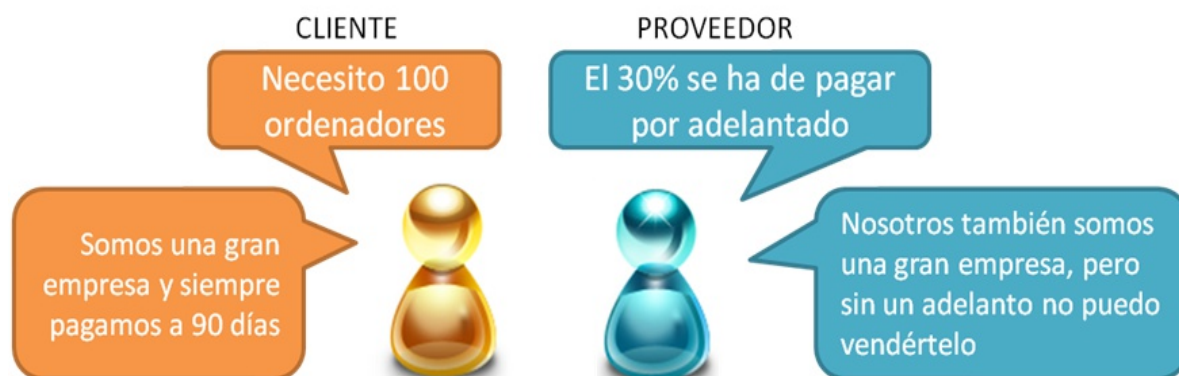 CLIENTE
PROVEEDOR
Necesito 100
ordenadores
El 30% se ha de pagar
por adelantado
Somos una gran
empresa y siempre
pagamos a 90 días
Nosotros también somos
una gran empresa, pero
sin un adelanto no puedo
vendértelo